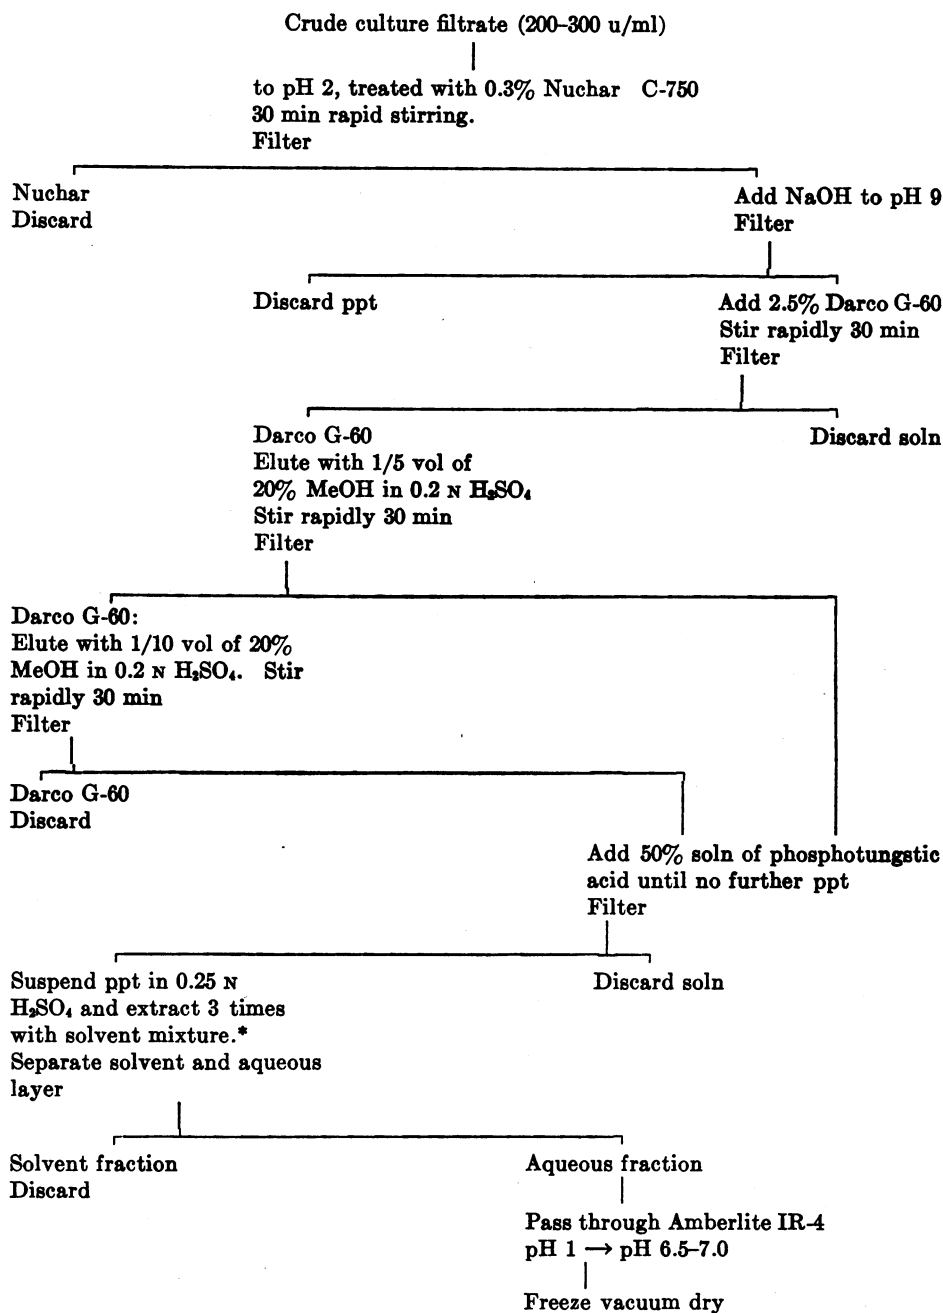 Crude culture filtrate (200–300 u/ml)
to pH 2, treated with 0.3% Nuchar C-750
30 min rapid stirring.
Filter
Nuchar
Discard
Add NaOH to pH 9
Filter
Discard ppt
Add 2.5% Darco G-60
Stir rapidly 30 min
Filter
Darco G-60
Elute with 1/5 vol of
20% MeOH in 0.2 N H₂SO₄
Stir rapidly 30 min
Filter
Discard soln
Darco G-60:
Elute with 1/10 vol of 20%
MeOH in 0.2 N H₂SO₄. Stir
rapidly 30 min
Filter
Darco G-60
Discard
Add 50% soln of phosphotungstic
acid until no further ppt
Filter
Suspend ppt in 0.25 N
H₂SO₄ and extract 3 times
with solvent mixture.*
Separate solvent and aqueous
layer
Discard soln
Solvent fraction
Discard
Aqueous fraction
Pass through Amberlite IR-4
pH 1 → pH 6.5–7.0
Freeze vacuum dry